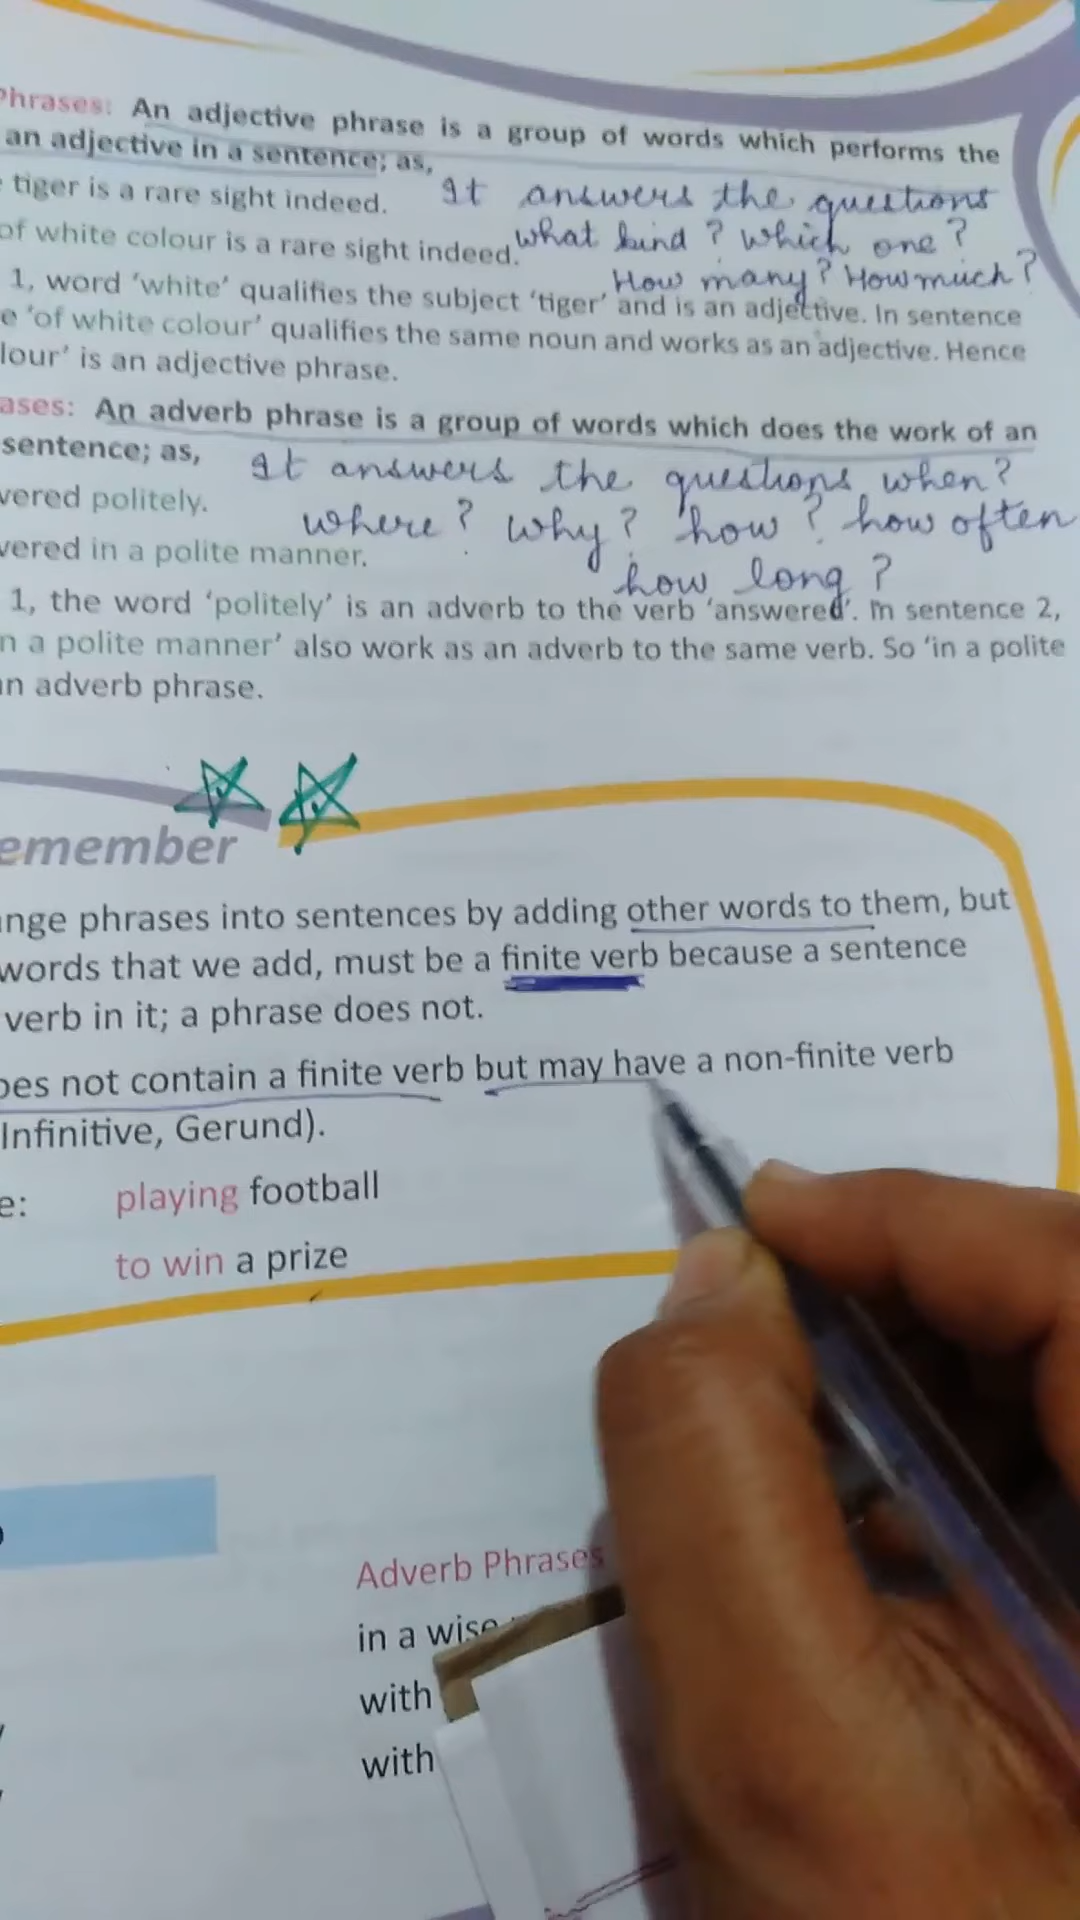 Phrases: An adjective phrase is a group of words which performs the
an adjective in a sentence; as,
tiger is a rare sight indeed.
It answers the questions
of white colour is a rare sight indeed.
what kind ? which one ?
How many? How much?
1, word ‘white’ qualifies the subject ‘tiger’ and is an adjective. In sentence
e ‘of white colour’ qualifies the same noun and works as an adjective. Hence
lour’ is an adjective phrase.
ases: An adverb phrase is a group of words which does the work of an
sentence; as,
It answers the questions when?
vered politely.
where ? why ? how ? how often
vered in a polite manner.
how long ?
1, the word ‘politely’ is an adverb to the verb ‘answered’. In sentence 2,
n a polite manner’ also work as an adverb to the same verb. So ‘in a polite
an adverb phrase.
emember
ange phrases into sentences by adding other words to them, but
words that we add, must be a finite verb because a sentence
verb in it; a phrase does not.
oes not contain a finite verb but may have a non-finite verb
Infinitive, Gerund).
e: playing football
to win a prize
Adverb Phrases
in a wise
with
with